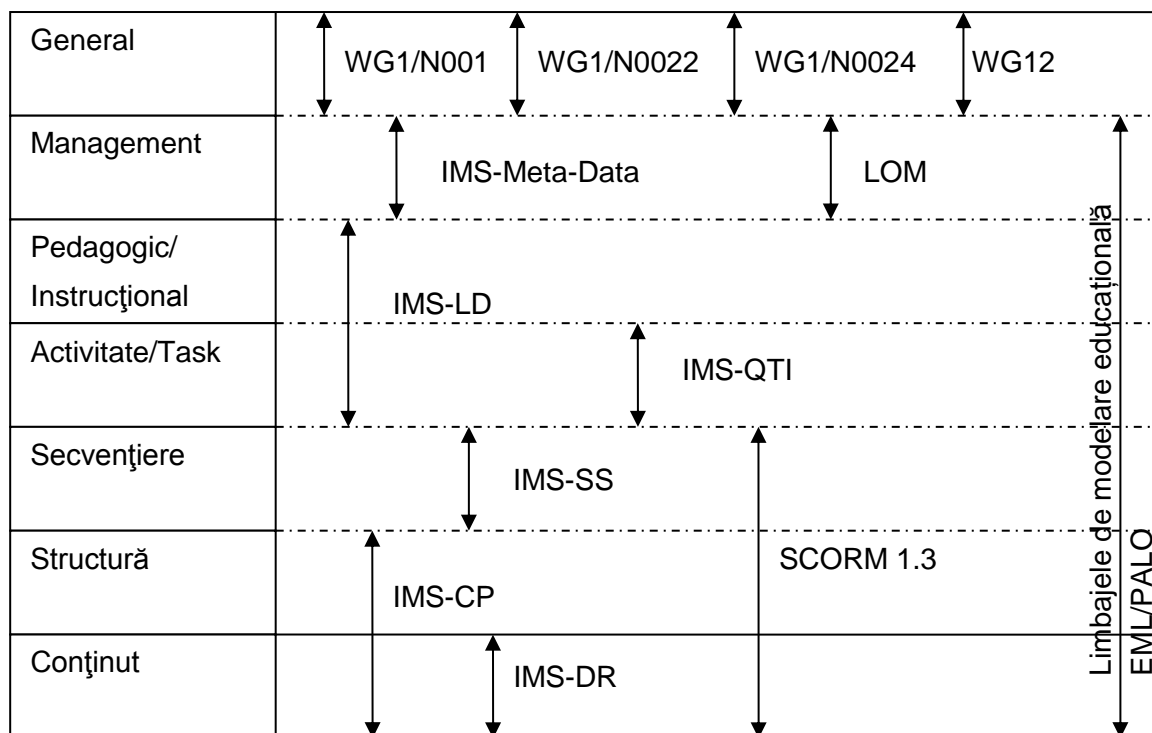 General
WG1/N001 WG1/N0022 WG1/N0024 WG12
Management
IMS-Meta-Data LOM
Pedagogic/
Instrucţional
IMS-LD
Activitate/Task
IMS-QTI
Secvenţiere
IMS-SS
Structură
SCORM 1.3
IMS-CP
Conţinut
IMS-DR
Limbajele de modelare educaţională
EML/PALO